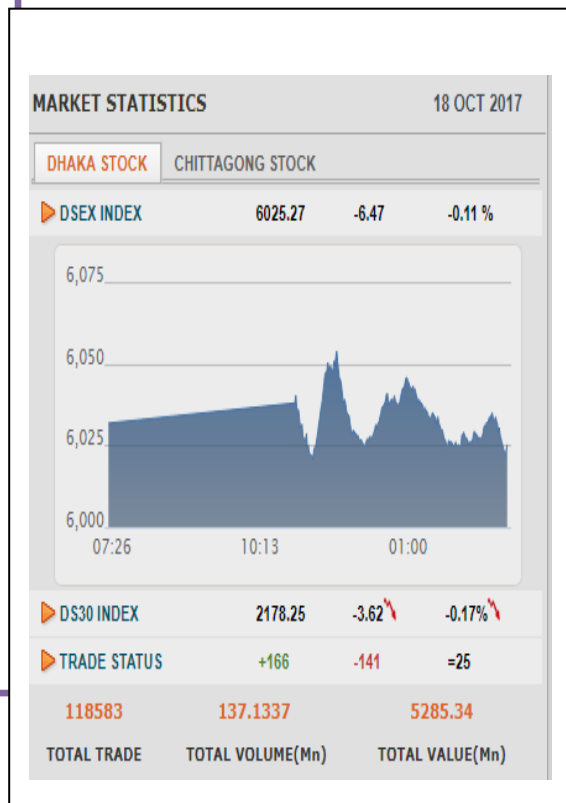 MARKET STATISTICS 18 OCT 2017
DHAKA STOCK CHITTAGONG STOCK
DSEX INDEX 6025.27 -6.47 -0.11 %
6,075
6,050
6,025
6,000
07:26 10:13 01:00
DS30 INDEX 2178.25 -3.62 -0.17%
TRADE STATUS +166 -141 =25
118583 137.1337 5285.34
TOTAL TRADE TOTAL VOLUME(Mn) TOTAL VALUE(Mn)